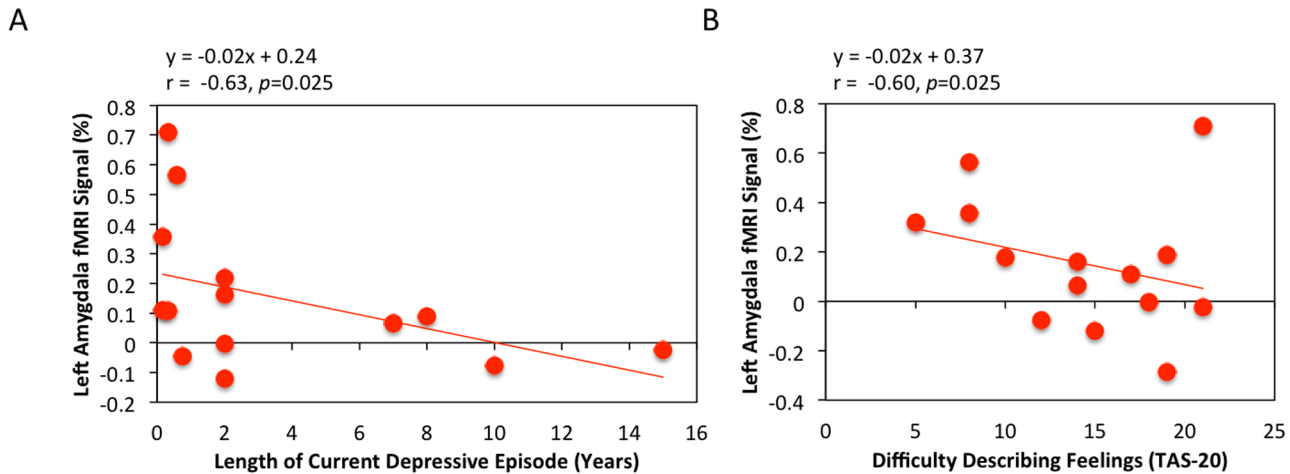 A
y = -0.02x + 0.24
r = -0.63, p=0.025
Left Amygdala fMRI Signal (%)
0.8
0.7
0.6
0.5
0.4
0.3
0.2
0.1
0
-0.1
-0.2
0 2 4 6 8 10 12 14 16
Length of Current Depressive Episode (Years)
B
y = -0.02x + 0.37
r = -0.60, p=0.025
Left Amygdala fMRI Signal (%)
0.8
0.6
0.4
0.2
0
-0.2
-0.4
0 5 10 15 20 25
Difficulty Describing Feelings (TAS-20)